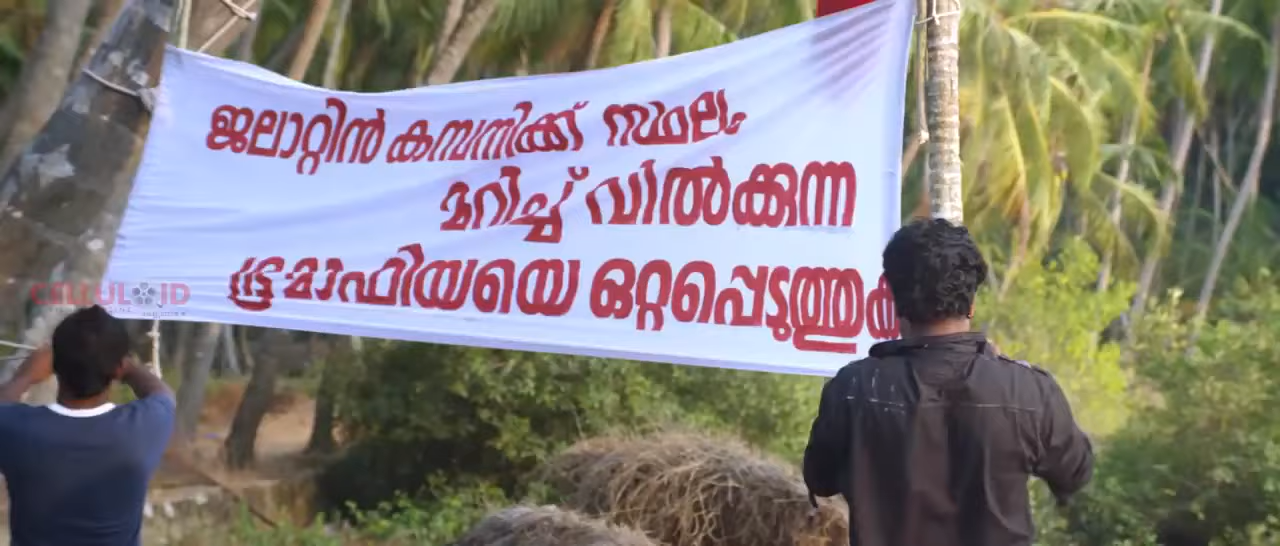 ജലാറ്റിൻ കമ്പനിക്ക് സ്ഥലം
മറിച്ച് വിൽക്കുന്ന
ഭൂമാഫിയയെ ഒറ്റപ്പെടുത്തുക
CELLULOID